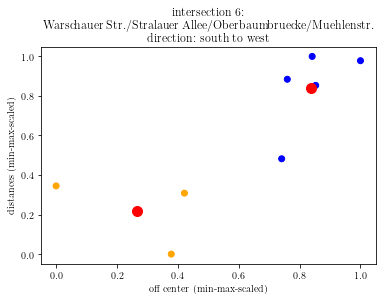 intersection 6:
Warschauer Str./Stralauer Allee/Oberbaumbruecke/Muehlenstr.
direction: south to west
1.0
0.8
0.6
0.4
0.2
0.0
distances (min-max-scaled)
0.0 0.2 0.4 0.6 0.8 1.0
off center (min-max-scaled)